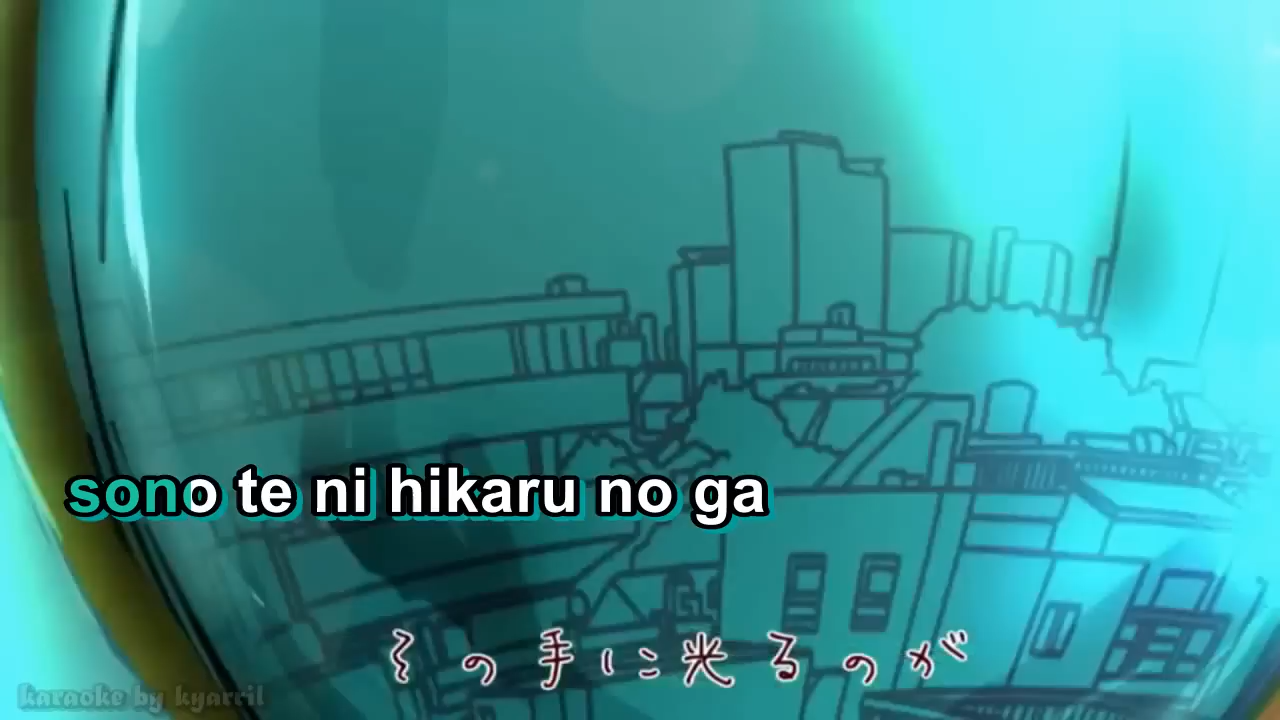 sono te ni hikaru no ga
その手に光るのが
karaoke by kyarril